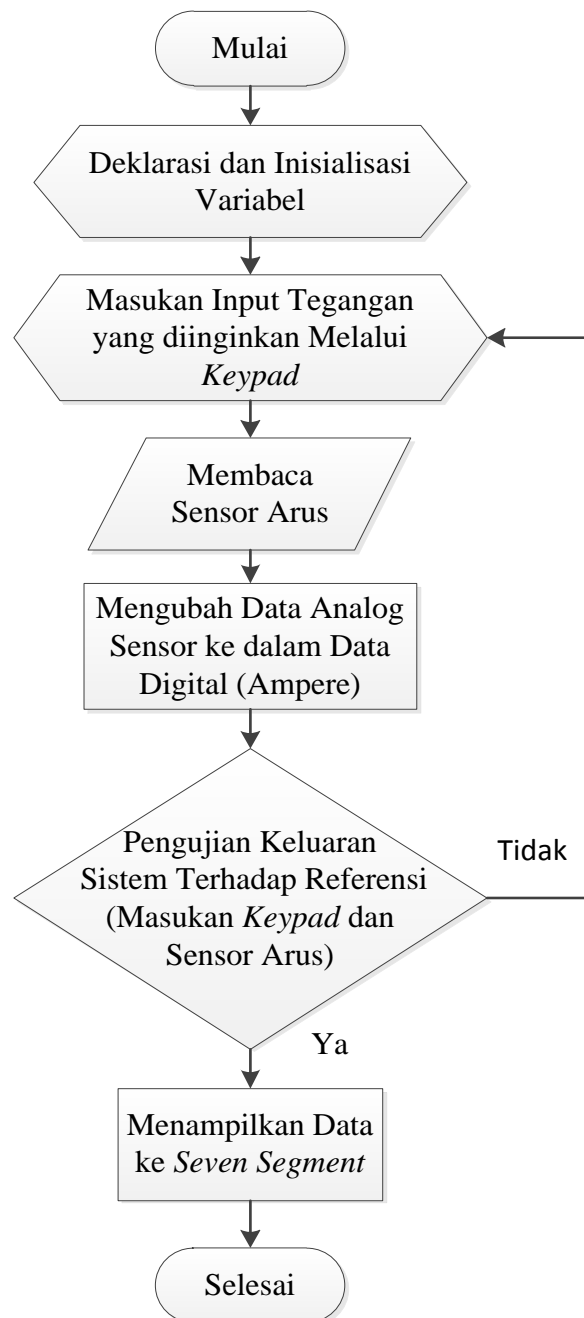 Mulai
Deklarasi dan Inisialisasi
Variabel
Masukan Input Tegangan
yang diinginkan Melalui
Keypad
Membaca
Sensor Arus
Mengubah Data Analog
Sensor ke dalam Data
Digital (Ampere)
Pengujian Keluaran
Sistem Terhadap Referensi
(Masukan Keypad dan
Sensor Arus)
Tidak
Ya
Menampilkan Data
ke Seven Segment
Selesai